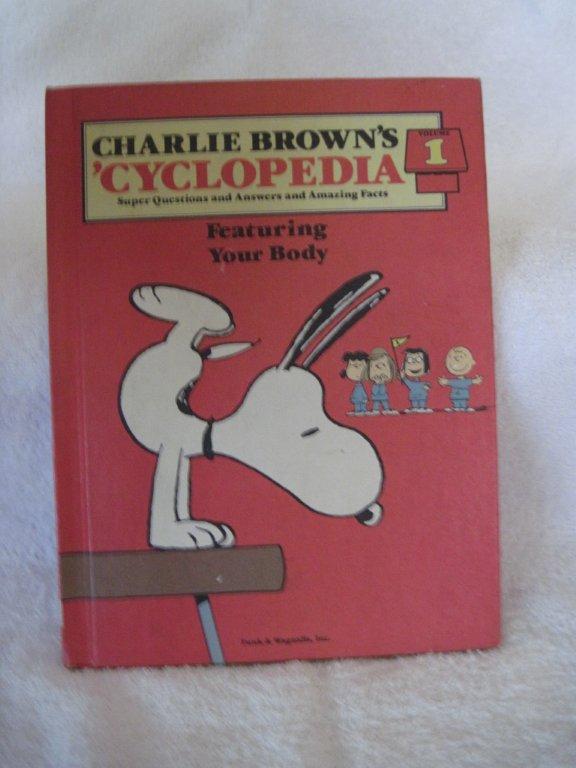 CHARLIE BROWN'S
'CYCLOPEDIA
Super Questions and Answers and Amazing Facts
VOLUME
1
Featuring
Your Body
Funk & Wagnalls, Inc.